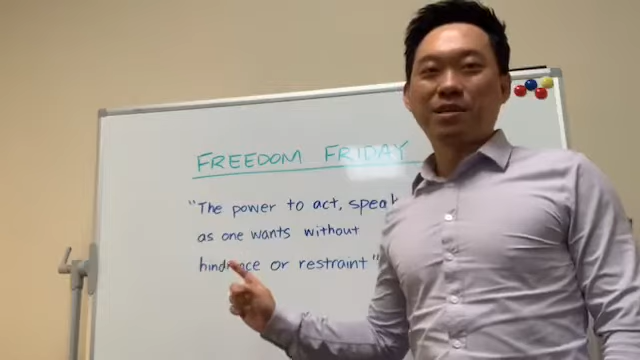 FREEDOM FRIDAY
"The power to act, speak
as one wants without
hindrance or restraint"